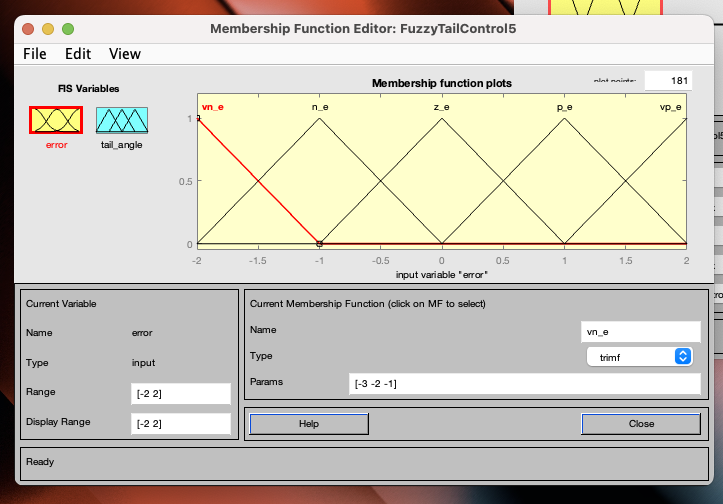 Membership Function Editor: FuzzyTailControl5
File Edit View
FIS Variables
error
tail_angle
Membership function plots
plot points:
181
vn_e n_e z_e p_e vp_e
1
0.5
0
-2 -1.5 -1 -0.5 0 0.5 1 1.5 2
input variable "error"
Current Variable
Name error
Type input
Range [-2 2]
Display Range [-2 2]
Current Membership Function (click on MF to select)
Name vn_e
Type trimf
Params [-3 -2 -1]
Help
Close
Ready